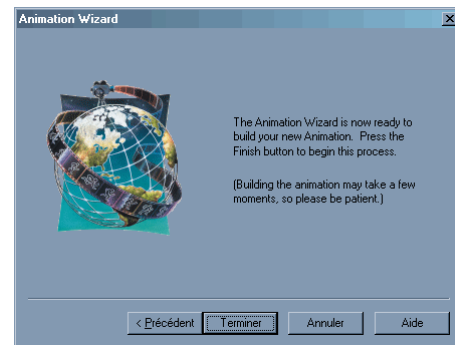 Animation Wizard
The Animation Wizard is now ready to
build your new Animation. Press the
Finish button to begin this process.
(Building the animation may take a few
moments, so please be patient.)
< Précédent
Terminer
Annuler
Aide